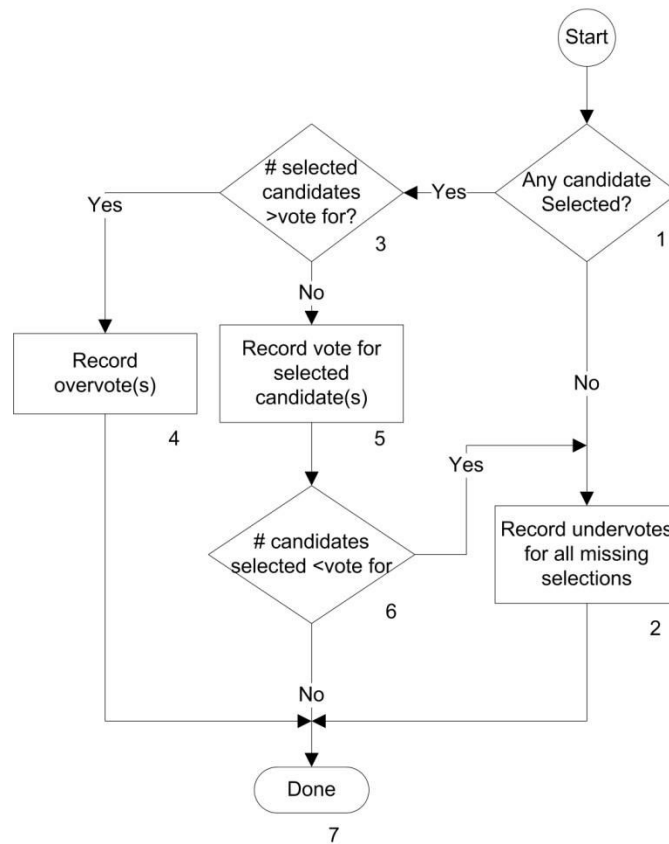 Start
Any candidate
Selected?
1
Yes
# selected
candidates
>vote for?
3
Yes
No
No
Record
overvote(s)
4
Record vote for
selected
candidate(s)
5
Yes
# candidates
selected <vote for
6
Record undervotes
for all missing
selections
2
No
Done
7